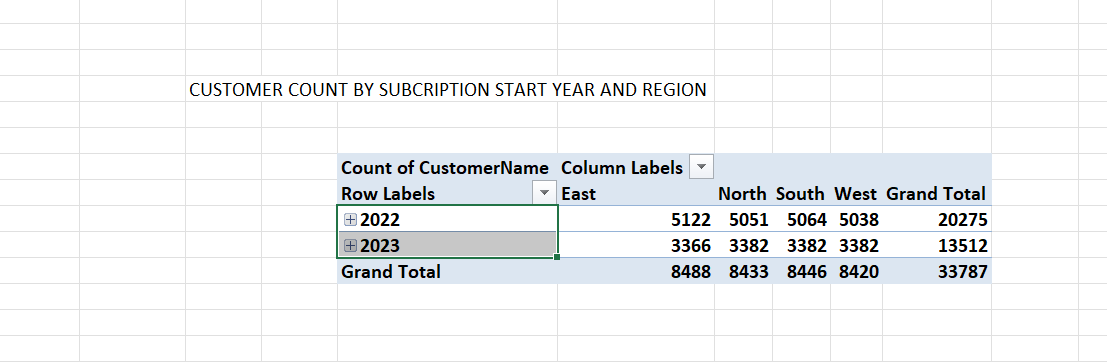 CUSTOMER COUNT BY SUBCRIPTION START YEAR AND REGION
Count of CustomerName Column Labels
Row Labels East North South West Grand Total
2022 5122 5051 5064 5038 20275
2023 3366 3382 3382 3382 13512
Grand Total 8488 8433 8446 8420 33787